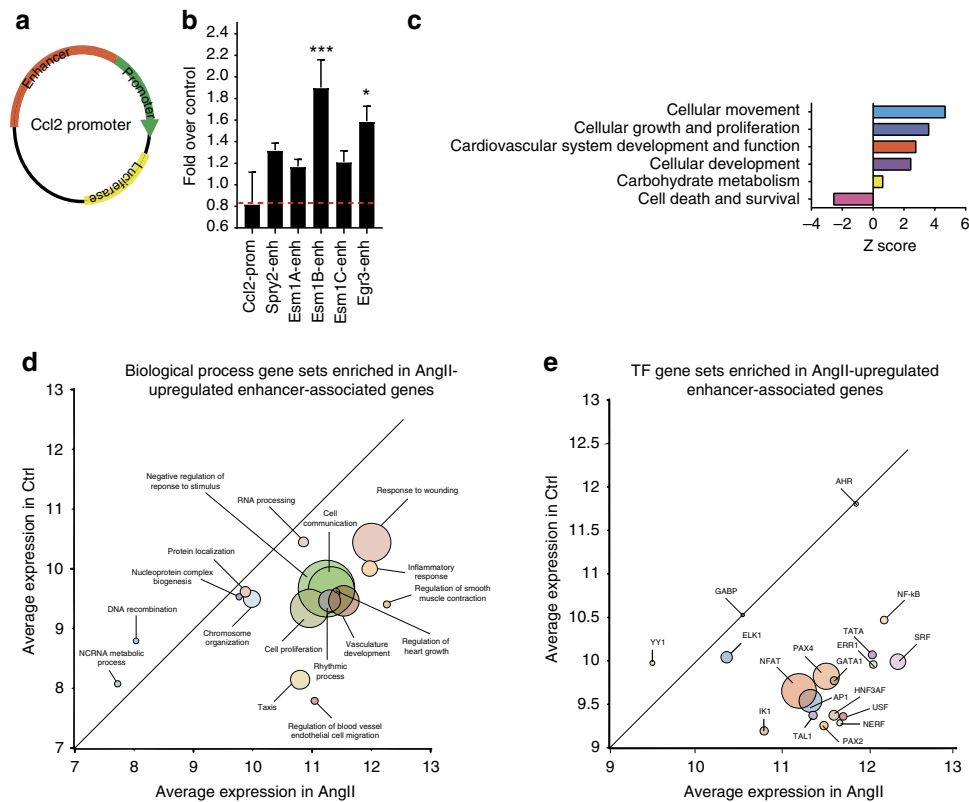 a
Enhancer
Promoter
Ccl2 promoter
Luciferase
b
Fold over control
2.4
2.2
2.0
1.8
1.6
1.4
1.2
1.0
0.8
0.6
***
*
Ccl2-prom
Spry2-enh
Esm1A-enh
Esm1B-enh
Esm1C-enh
Egr3-enh
c
Cellular movement
Cellular growth and proliferation
Cardiovascular system development and function
Cellular development
Carbohydrate metabolism
Cell death and survival
−4
−2
0
2
4
6
Z score
d
Biological process gene sets enriched in AngII-
upregulated enhancer-associated genes
Average expression in Ctrl
13
12
11
10
9
8
7
Negative regulation of
reponse to stimulus
RNA processing
Cell
communication
Response to wounding
Protein localization
Nucleoprotein complex
biogenesis
Inflammatory
response
Regulation of smooth
muscle contraction
DNA recombination
Chromosome
organization
Cell proliferation
Vasculature
development
Regulation of
heart growth
NCRNA metabolic
process
Rhythmic
process
Taxis
Regulation of blood vessel
endothelial cell migration
7
8
9
10
11
12
13
Average expression in AngII
e
TF gene sets enriched in AngII-upregulated
enhancer-associated genes
Average expression in Ctrl
13
12.5
12
11.5
11
10.5
10
9.5
9
AHR
GABP
NF-kB
YY1
ELK1
TATA
ERR1
SRF
PAX4
NFAT
GATA1
AP1
HNF3AF
USF
IK1
TAL1
NERF
PAX2
9
10
11
12
13
Average expression in AngII